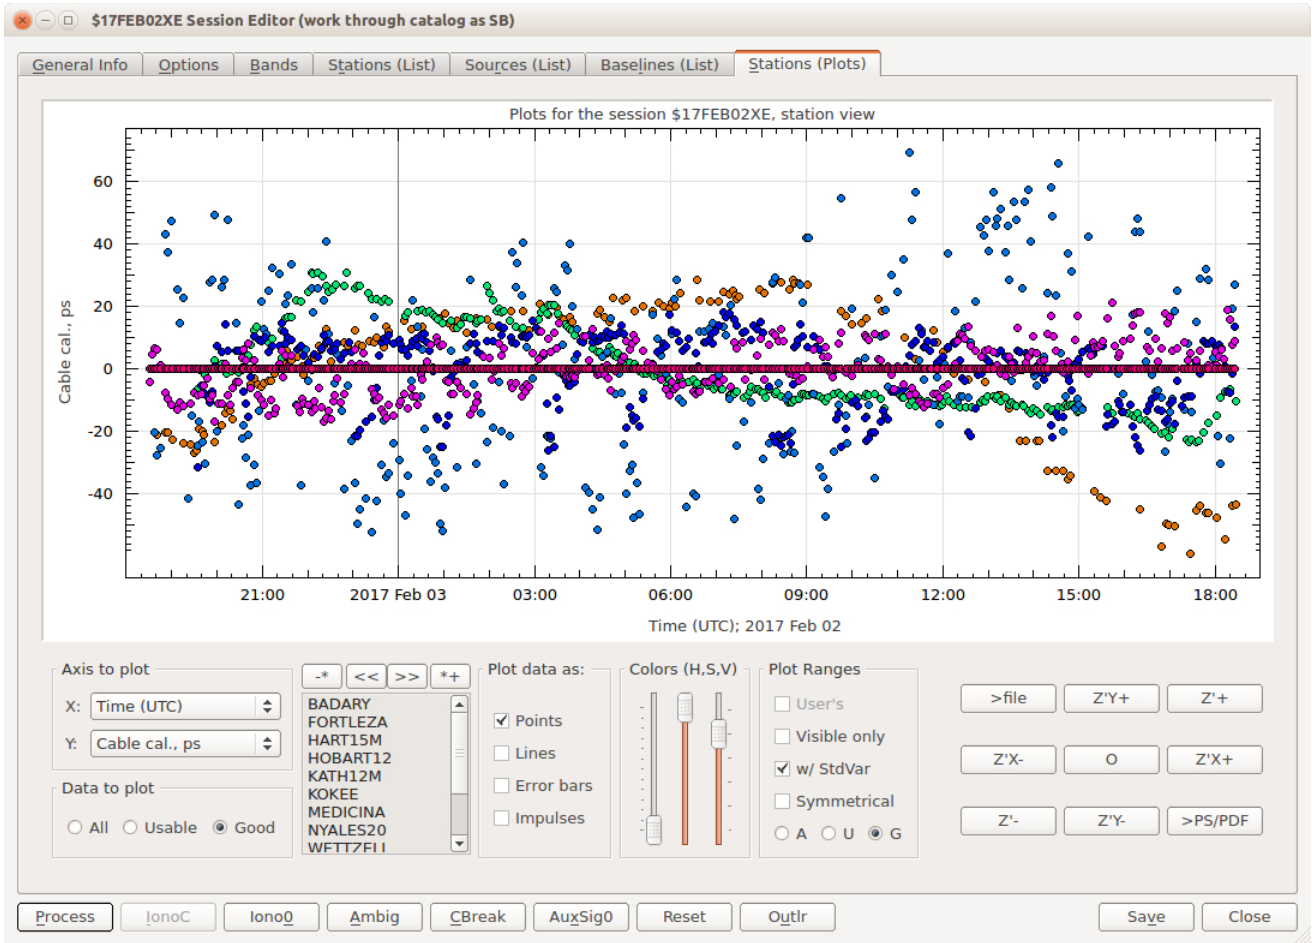 $17FEB02XE Session Editor (work through catalog as SB)
General Info Options Bands Stations (List) Sources (List) Baselines (List) Stations (Plots)
Plots for the session $17FEB02XE, station view
60
40
20
0
-20
-40
Cable cal., ps
21:00 2017 Feb 03 03:00 06:00 09:00 12:00 15:00 18:00
Time (UTC); 2017 Feb 02
Axis to plot
X: Time (UTC)
Y: Cable cal., ps
Data to plot
All Usable Good
-* << >> *+
BADARY
FORTLEZA
HART15M
HOBART12
KATH12M
KOKEE
MEDICINA
NYALES20
WETTZELL
Plot data as:
Points
Lines
Error bars
Impulses
Colors (H,S,V)
Plot Ranges
User's
Visible only
w/ StdVar
Symmetrical
A U G
>file Z'Y+ Z'+
Z'X- O Z'X+
Z'- Z'Y- >PS/PDF
Process IonoC Iono0 Ambig CBreak AuxSig0 Reset Outlr Save Close